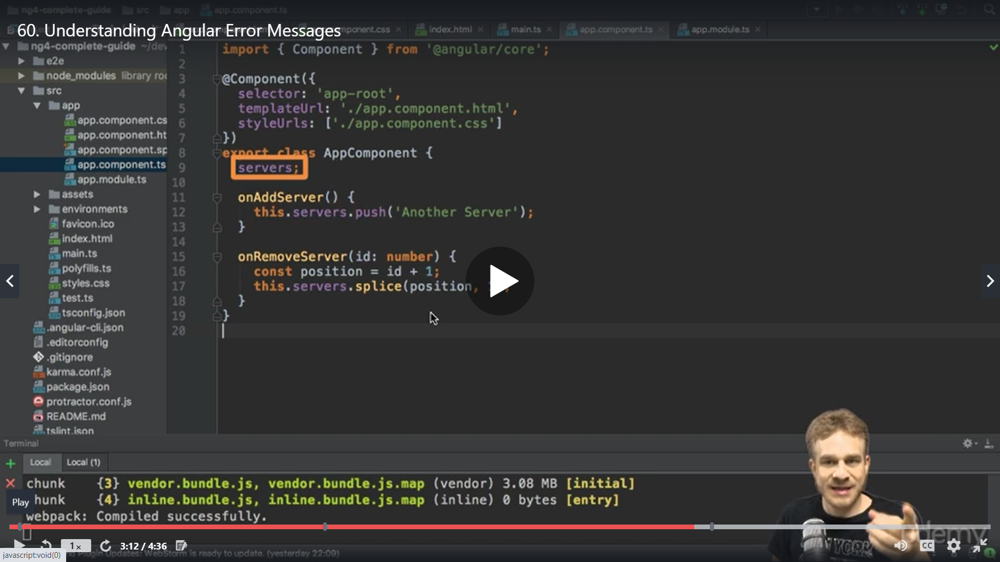 ng4-complete-guide src app app.component.ts
60. Understanding Angular Error Messages
component.css index.html main.ts app.component.ts app.module.ts
ng4-complete-guide ~/dev
e2e
node_modules library roo
src
app
app.component.cs
app.component.ht
app.component.sp
app.component.ts
app.module.ts
assets
environments
favicon.ico
index.html
main.ts
polyfills.ts
styles.css
test.ts
tsconfig.json
.angular-cli.json
.editorconfig
.gitignore
karma.conf.js
package.json
protractor.conf.js
README.md
tslint.json
1 import { Component } from '@angular/core';
2
3 @Component({
4 selector: 'app-root',
5 templateUrl: './app.component.html',
6 styleUrls: ['./app.component.css']
7 })
8 export class AppComponent {
9 servers;
10
11 onAddServer() {
12 this.servers.push('Another Server');
13 }
14
15 onRemoveServer(id: number) {
16 const position = id + 1;
17 this.servers.splice(position,
18 }
19 }
20
Terminal
Local Local (1)
chunk {3} vendor.bundle.js, vendor.bundle.js.map (vendor) 3.08 MB [initial]
hunk {4} inline.bundle.js, inline.bundle.js.map (inline) 0 bytes [entry]
Play
webpack: Compiled successfully.
YORK
udemy
1x 3:12 / 4:36 CC
Plugin Updates: WebStorm is ready to update. (yesterday 22:09)
javascript:void(0)